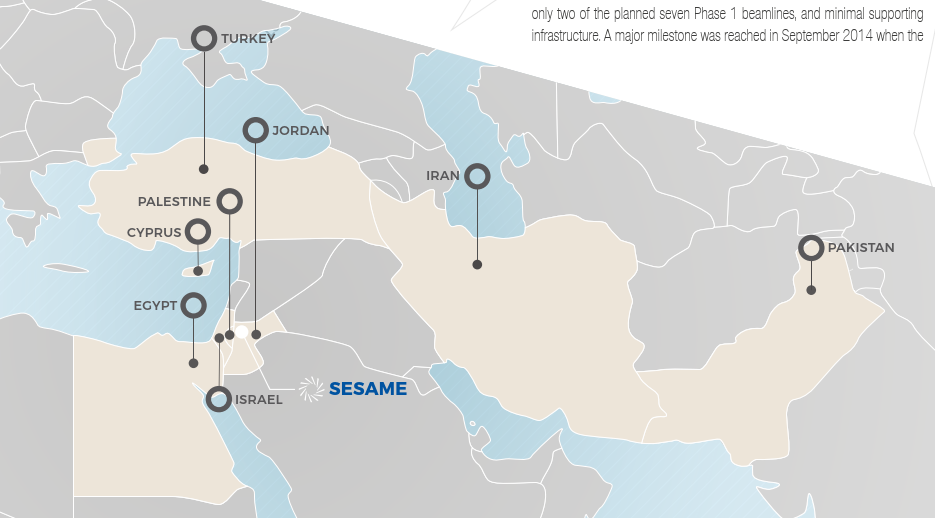 only two of the planned seven Phase 1 beamlines, and minimal supporting
infrastructure. A major milestone was reached in September 2014 when the
TURKEY
JORDAN
IRAN
PALESTINE
CYPRUS
PAKISTAN
EGYPT
SESAME
ISRAEL